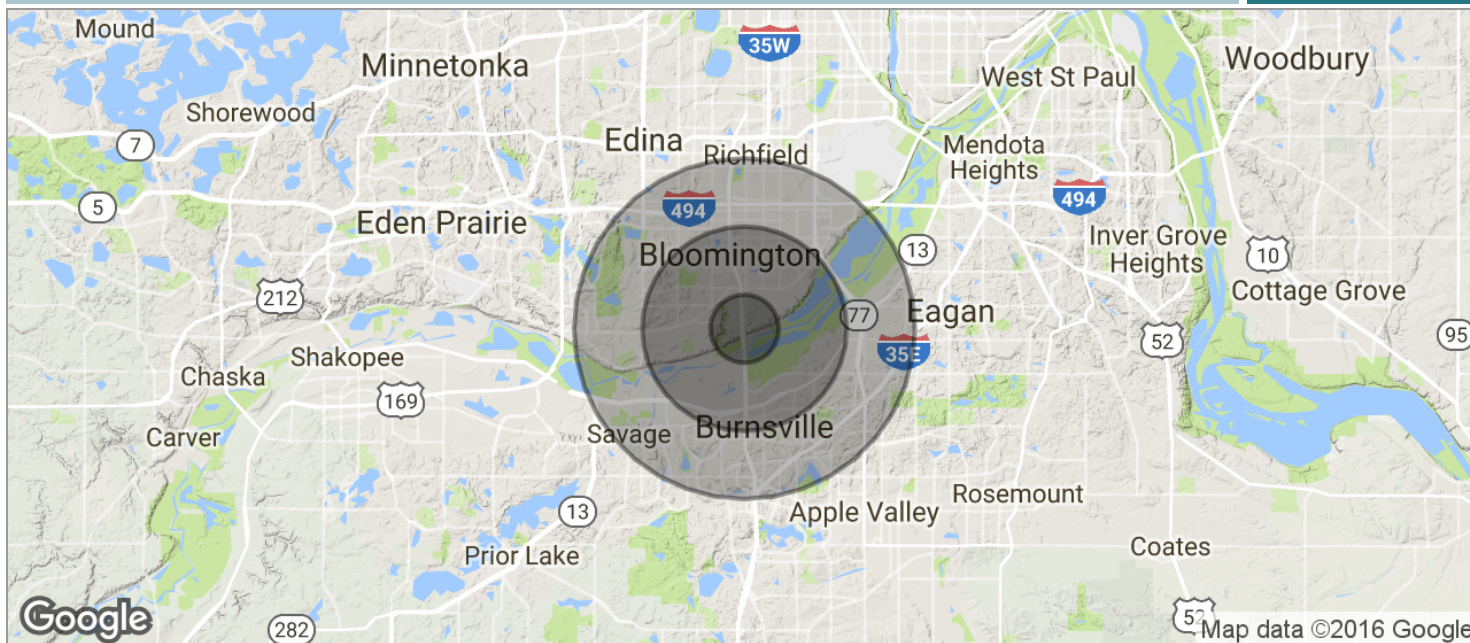 Mound
35W
Minnetonka
West St Paul
Woodbury
Shorewood
7
Edina
Richfield
Mendota
Heights
5
494
494
Eden Prairie
13
Inver Grove
Heights
10
Bloomington
212
Cottage Grove
77
Eagan
52
95
35E
Shakopee
Chaska
169
Carver
Savage
Burnsville
13
Apple Valley
Rosemount
Prior Lake
Coates
Google
282
52
Map data ©2016 Google